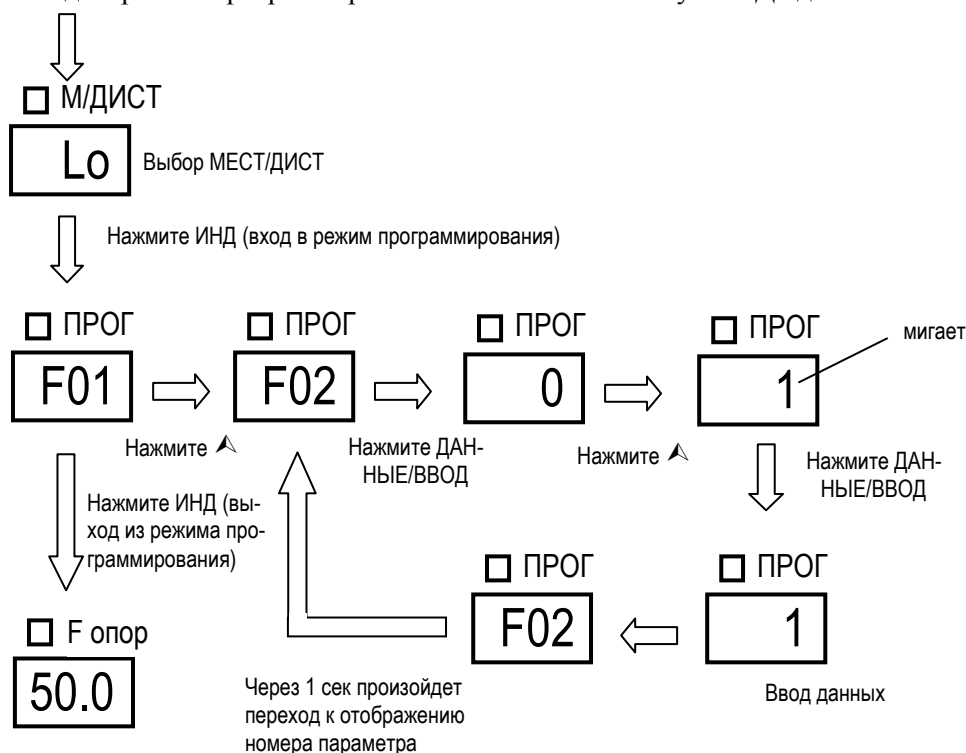 М/ДИСТ
Lo
Выбор МЕСТ/ДИСТ
Нажмите ИНД (вход в режим программирования)
ПРОГ
ПРОГ
ПРОГ
ПРОГ
мигает
F01
F02
0
1
Нажмите
Нажмите ДАН-
НЫЕ/ВВОД
Нажмите
Нажмите ДАН-
НЫЕ/ВВОД
Нажмите ИНД (вы-
ход из режима про-
граммирования)
ПРОГ
ПРОГ
F02
1
F опор
50.0
Через 1 сек произойдет
переход к отображению
номера параметра
Ввод данных